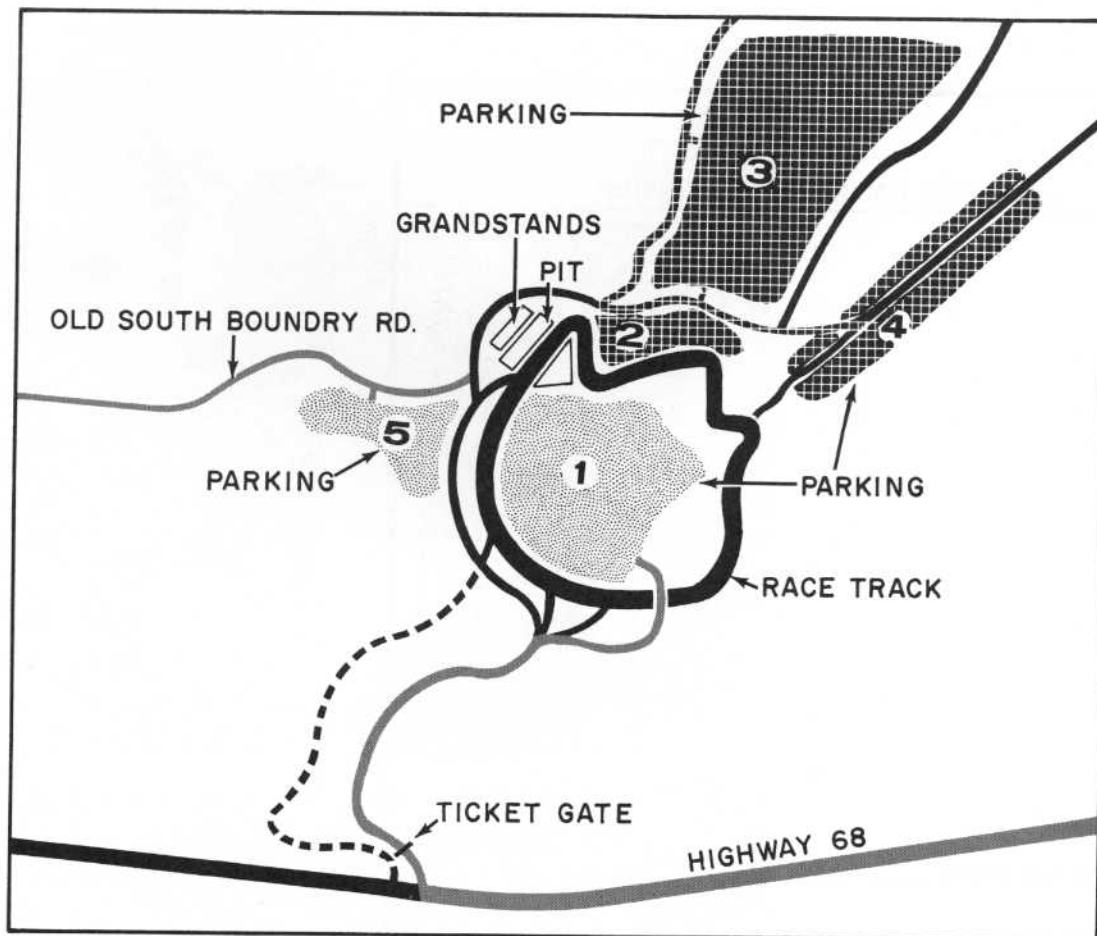 PARKING
3
GRANDSTANDS
PIT
OLD SOUTH BOUNDRY RD.
2
4
5
1
PARKING
PARKING
RACE TRACK
TICKET GATE
HIGHWAY 68